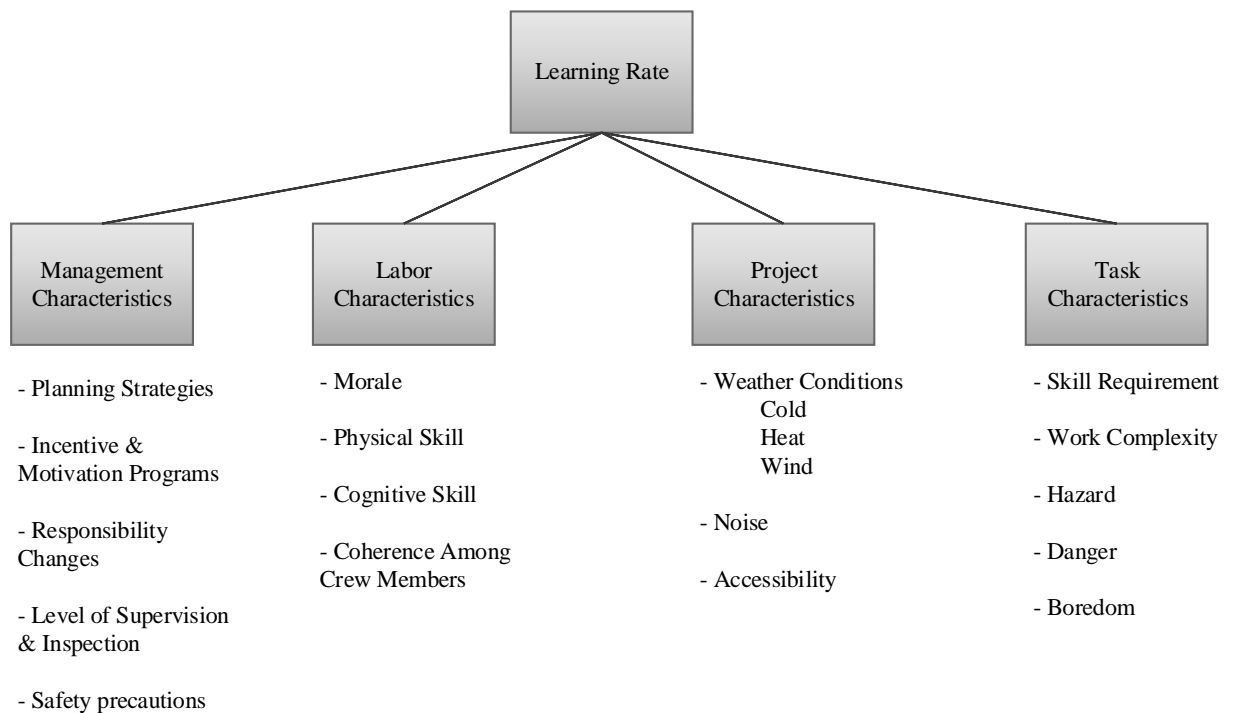 Learning Rate
Management
Characteristics
- Planning Strategies
- Incentive &
Motivation Programs
- Responsibility
Changes
- Level of Supervision
& Inspection
- Safety precautions
Labor
Characteristics
- Morale
- Physical Skill
- Cognitive Skill
- Coherence Among
Crew Members
Project
Characteristics
- Weather Conditions
Cold
Heat
Wind
- Noise
- Accessibility
Task
Characteristics
- Skill Requirement
- Work Complexity
- Hazard
- Danger
- Boredom